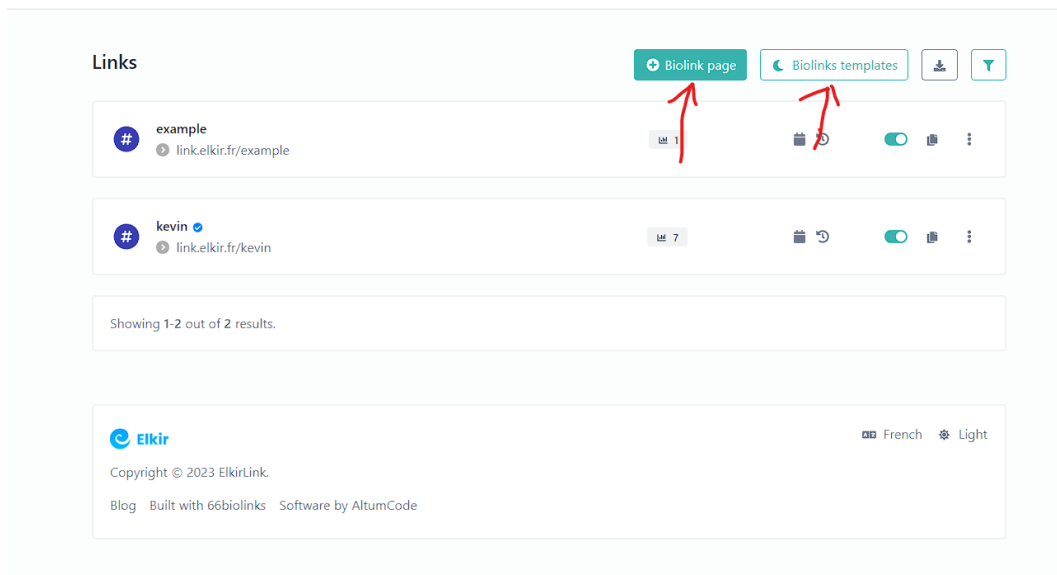 Links
Biolink page
Biolinks templates
example
link.elkir.fr/example
1
kevin
link.elkir.fr/kevin
7
Showing 1-2 out of 2 results.
Elkir
French
Light
Copyright © 2023 ElkirLink.
Blog Built with 66biolinks Software by AltumCode